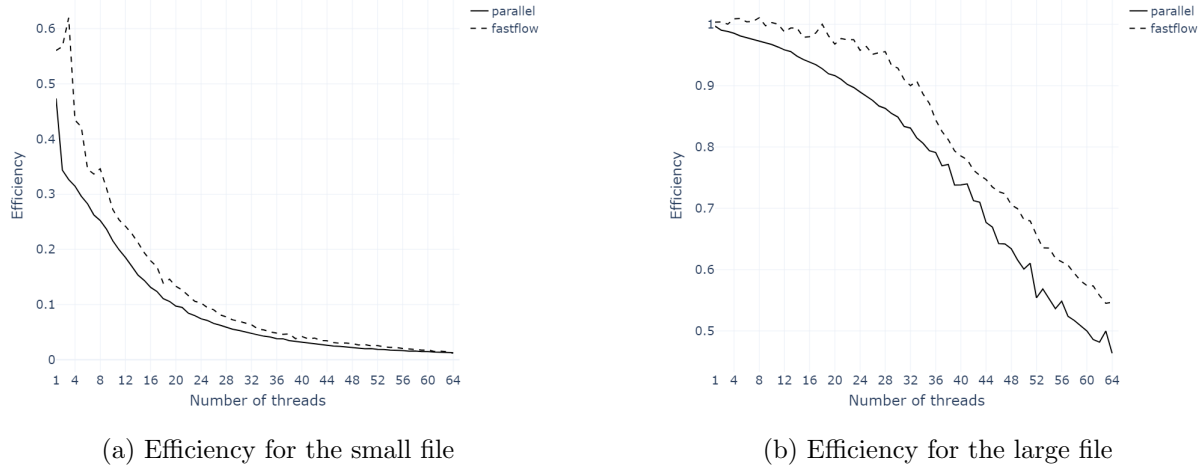 parallel
fastflow
0.6
0.5
0.4
0.3
0.2
0.1
0
Efficiency
1 4 8 12 16 20 24 28 32 36 40 44 48 52 56 60 64
Number of threads
(a) Efficiency for the small file
parallel
fastflow
1
0.9
0.8
0.7
0.6
0.5
Efficiency
1 4 8 12 16 20 24 28 32 36 40 44 48 52 56 60 64
Number of threads
(b) Efficiency for the large file